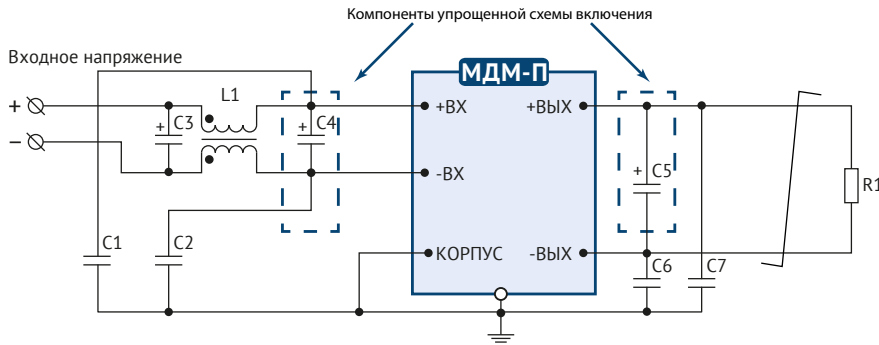 Компоненты упрощенной схемы включения
Входное напряжение
МДМ-П
L1
+
+ВХ
+ВЫХ
+ C3
+ C4
−
-ВХ
+ C5
R1
C1
C2
КОРПУС
-ВЫХ
C6
C7